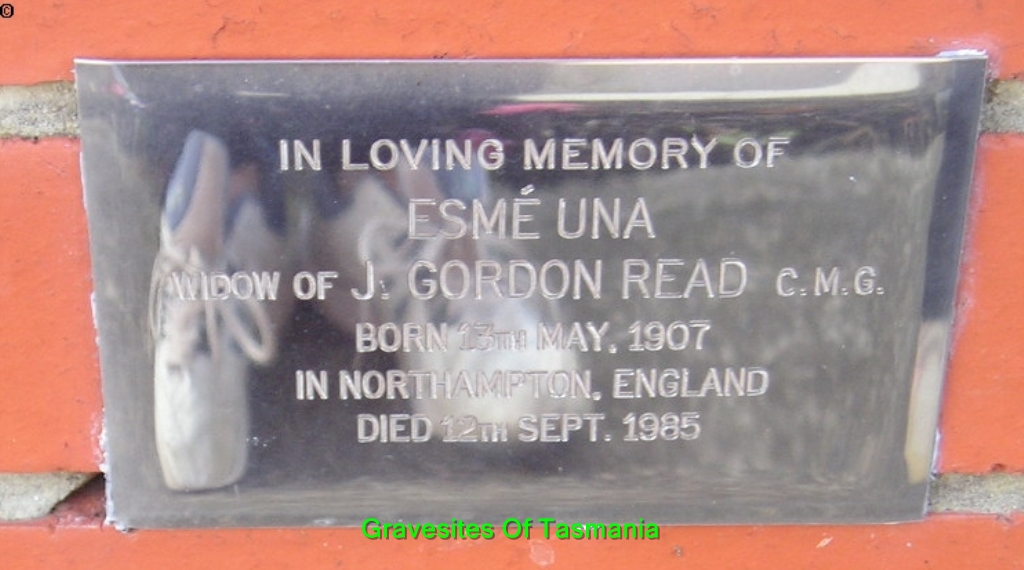 ©
IN LOVING MEMORY OF
ESMÉ UNA
WIDOW OF J. GORDON READ C.M.G.
BORN 13TH MAY. 1907
IN NORTHAMPTON, ENGLAND
DIED 12TH SEPT. 1985
Gravesites Of Tasmania